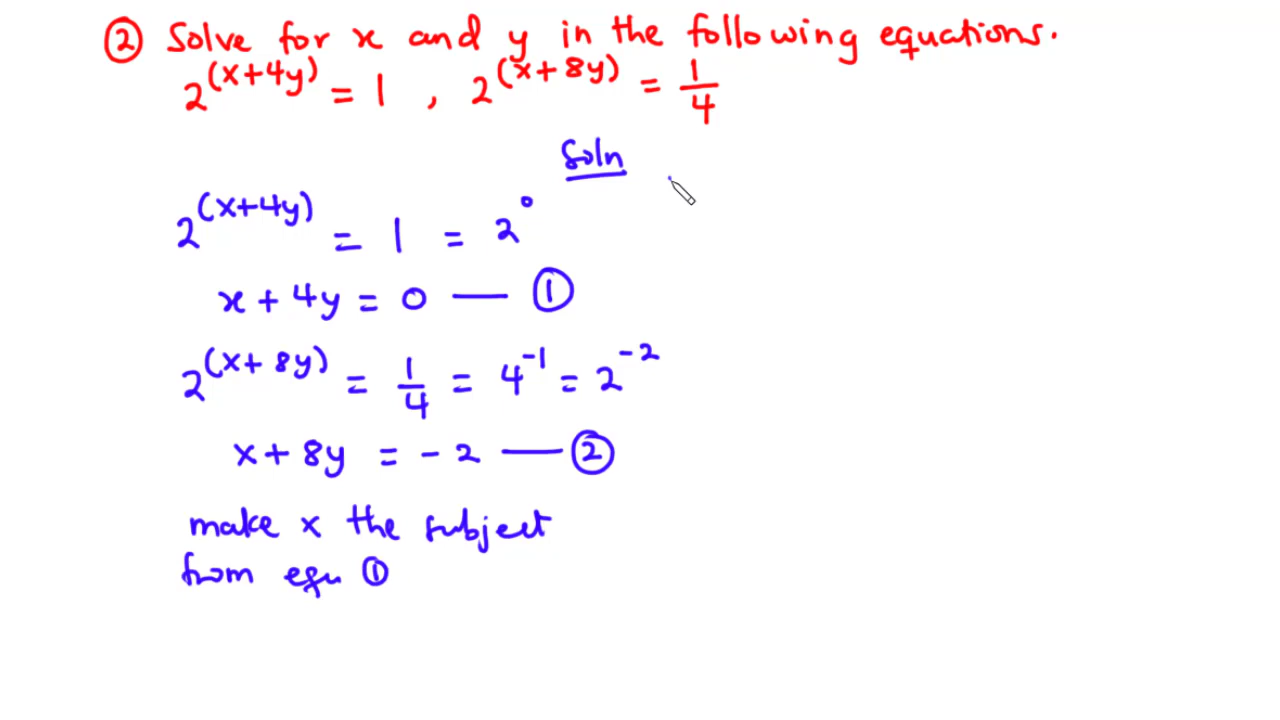 ② Solve for x and y in the following equations.
2^(x+4y) = 1 , 2^(x+8y) = 1/4
Soln
2^(x+4y) = 1 = 2^0
x + 4y = 0 — ①
2^(x+8y) = 1/4 = 4^-1 = 2^-2
x + 8y = -2 — ②
make x the subject
from equ ①